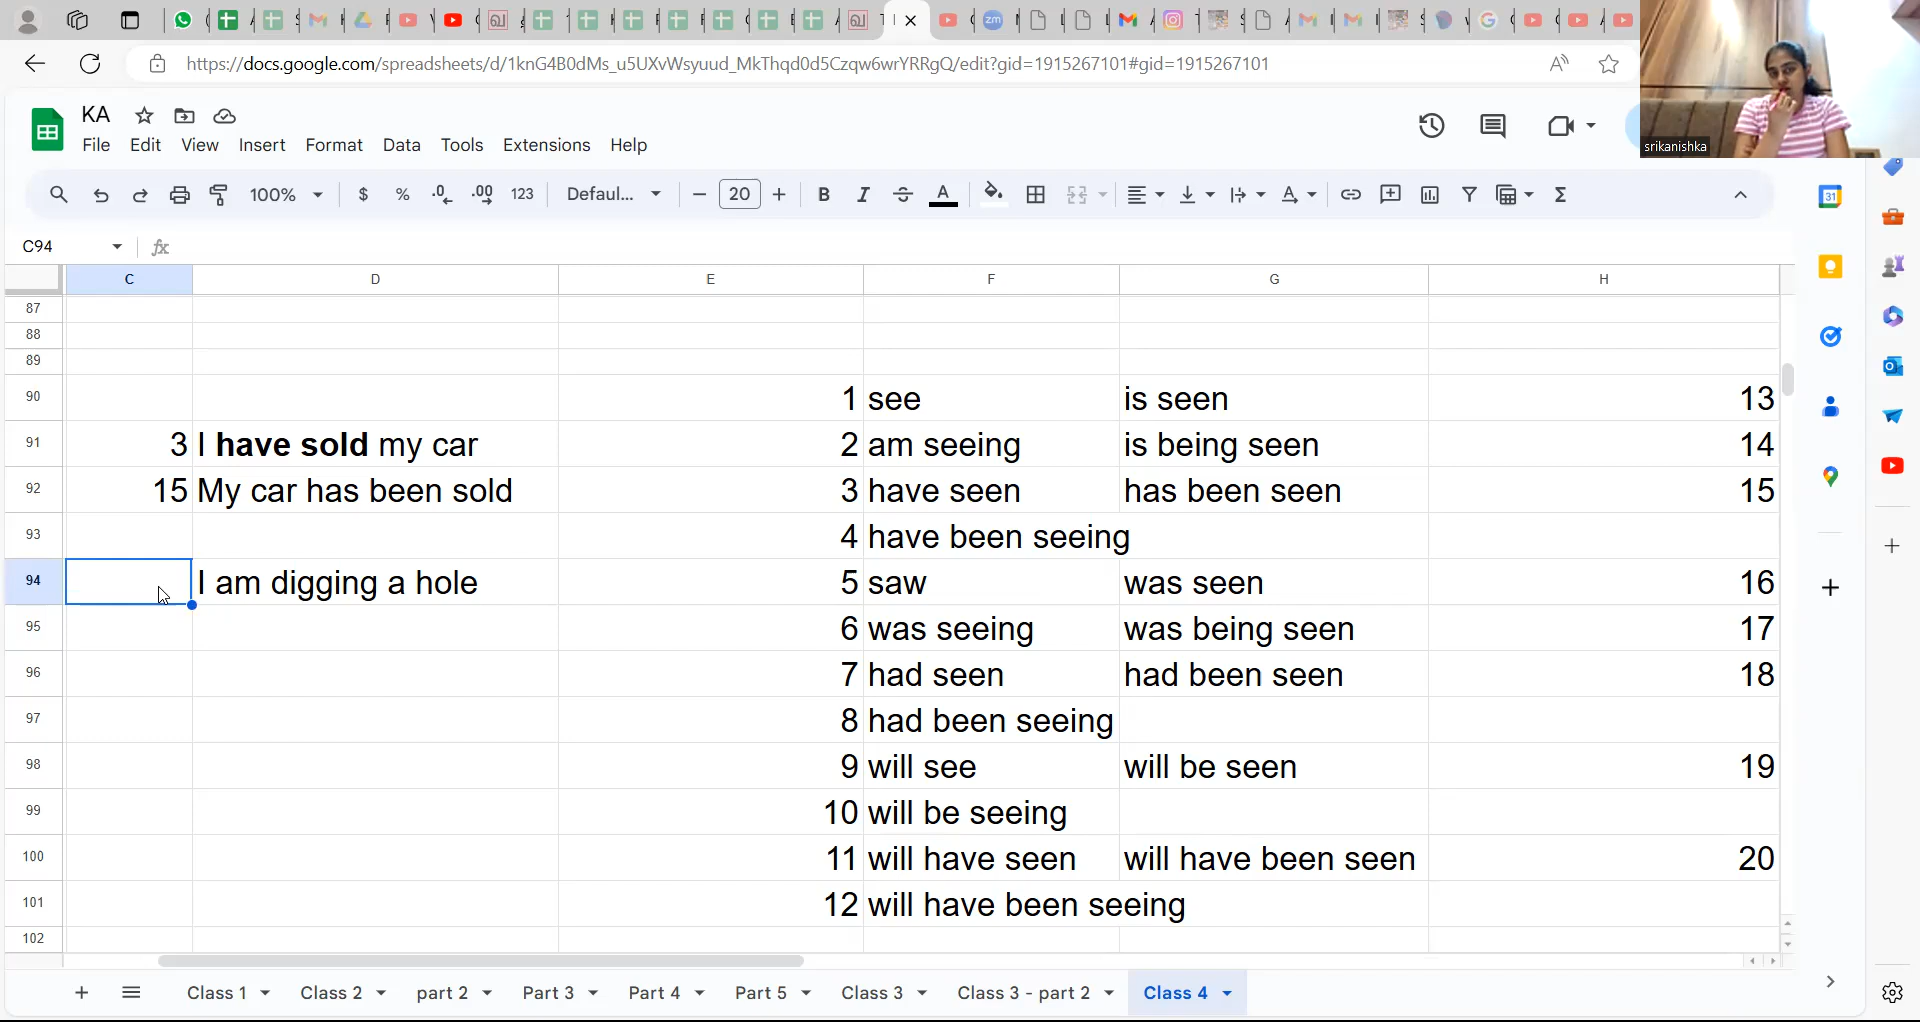 https://docs.google.com/spreadsheets/d/1knG4B0dMs_u5UXvWsyuud_MkThqd0d5Czqw6wrYRRgQ/edit?gid=1915267101#gid=1915267101
KA
File Edit View Insert Format Data Tools Extensions Help
srikanishka
100% $ % .0 .00 123 Defaul... 20
C94
C D E F G H
87
88
89
90 1 see is seen 13
91 3 I have sold my car 2 am seeing is being seen 14
92 15 My car has been sold 3 have seen has been seen 15
93 4 have been seeing
94 I am digging a hole 5 saw was seen 16
95 6 was seeing was being seen 17
96 7 had seen had been seen 18
97 8 had been seeing
98 9 will see will be seen 19
99 10 will be seeing
100 11 will have seen will have been seen 20
101 12 will have been seeing
102
Class 1 Class 2 part 2 Part 3 Part 4 Part 5 Class 3 Class 3 - part 2 Class 4